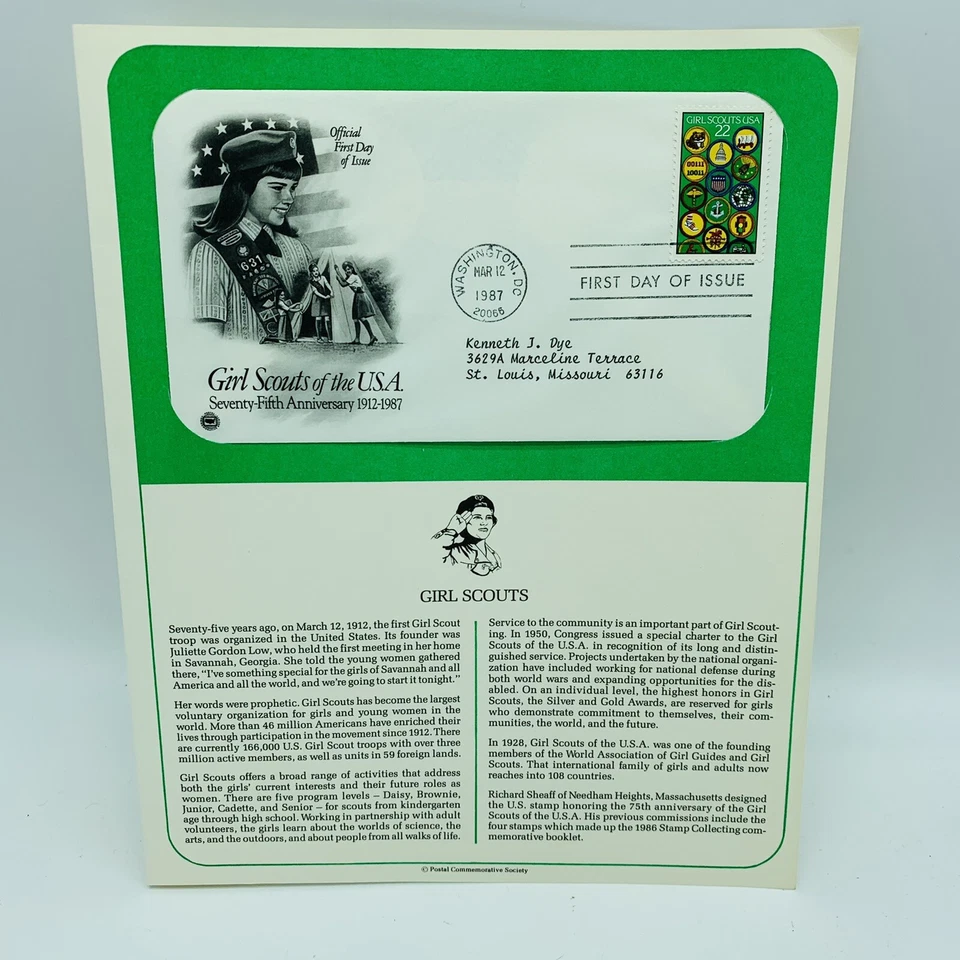 Official
First Day
of Issue
GIRL SCOUTS USA
22
00111
10011
631
WASHINGTON, DC
MAR 12
1987
20066
FIRST DAY OF ISSUE
Kenneth J. Dye
3629A Marceline Terrace
St. Louis, Missouri 63116
Girl Scouts of the U.S.A.
Seventy-Fifth Anniversary 1912-1987
GIRL SCOUTS
Seventy-five years ago, on March 12, 1912, the first Girl Scout
troop was organized in the United States. Its founder was
Juliette Gordon Low, who held the first meeting in her home
in Savannah, Georgia. She told the young women gathered
there, "I've something special for the girls of Savannah and all
America and all the world, and we're going to start it tonight."
Her words were prophetic. Girl Scouts has become the largest
voluntary organization for girls and young women in the
world. More than 46 million Americans have enriched their
lives through participation in the movement since 1912. There
are currently 166,000 U.S. Girl Scout troops with over three
million active members, as well as units in 59 foreign lands.
Girl Scouts offers a broad range of activities that address
both the girls' current interests and their future roles as
women. There are five program levels – Daisy, Brownie,
Junior, Cadette, and Senior – for scouts from kindergarten
age through high school. Working in partnership with adult
volunteers, the girls learn about the worlds of science, the
arts, and the outdoors, and about people from all walks of life.
Service to the community is an important part of Girl Scout-
ing. In 1950, Congress issued a special charter to the Girl
Scouts of the U.S.A. in recognition of its long and distin-
guished service. Projects undertaken by the national organi-
zation have included working for national defense during
both world wars and expanding opportunities for the dis-
abled. On an individual level, the highest honors in Girl
Scouts, the Silver and Gold Awards, are reserved for girls
who demonstrate commitment to themselves, their com-
munities, the world, and the future.
In 1928, Girl Scouts of the U.S.A. was one of the founding
members of the World Association of Girl Guides and Girl
Scouts. That international family of girls and adults now
reaches into 108 countries.
Richard Sheaff of Needham Heights, Massachusetts designed
the U.S. stamp honoring the 75th anniversary of the Girl
Scouts of the U.S.A. His previous commissions include the
four stamps which made up the 1986 Stamp Collecting com-
memorative booklet.
© Postal Commemorative Society